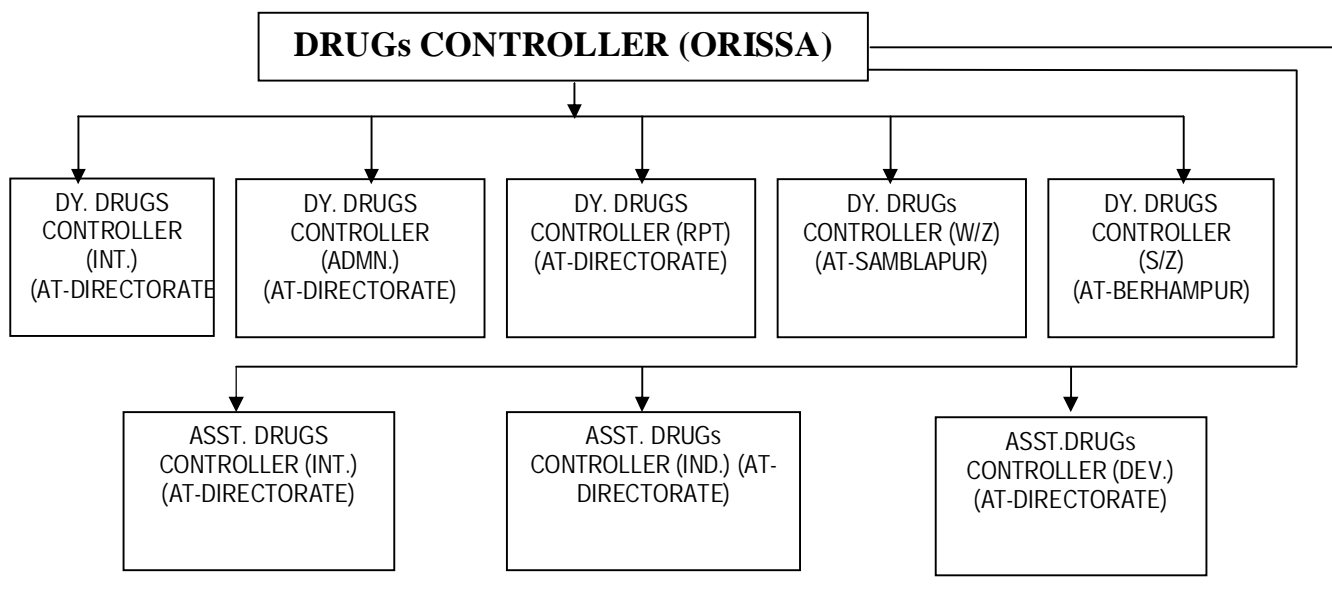 DRUGs CONTROLLER (ORISSA)
DY. DRUGS
CONTROLLER
(INT.)
(AT-DIRECTORATE
DY. DRUGS
CONTROLLER
(ADMN.)
(AT-DIRECTORATE)
DY. DRUGS
CONTROLLER (RPT)
(AT-DIRECTORATE)
DY. DRUGs
CONTROLLER (W/Z)
(AT-SAMBLAPUR)
DY. DRUGS
CONTROLLER
(S/Z)
(AT-BERHAMPUR)
ASST. DRUGS
CONTROLLER (INT.)
(AT-DIRECTORATE)
ASST. DRUGs
CONTROLLER (IND.) (AT-
DIRECTORATE)
ASST.DRUGs
CONTROLLER (DEV.)
(AT-DIRECTORATE)